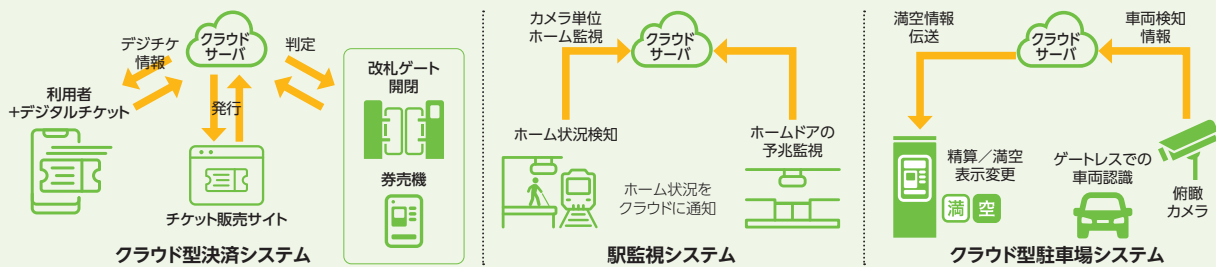 クラウド
サーバ
デジチケ
情報
判定
利用者
+デジタルチケット
発行
チケット販売サイト
改札ゲート
開閉
券売機
クラウド型決済システム
カメラ単位
ホーム監視
クラウド
サーバ
ホーム状況検知
ホームドアの
予兆監視
ホーム状況を
クラウドに通知
駅監視システム
満空情報
伝送
クラウド
サーバ
車両検知
情報
精算／満空
表示変更
満 空
ゲートレスでの
車両認識
俯瞰
カメラ
クラウド型駐車場システム